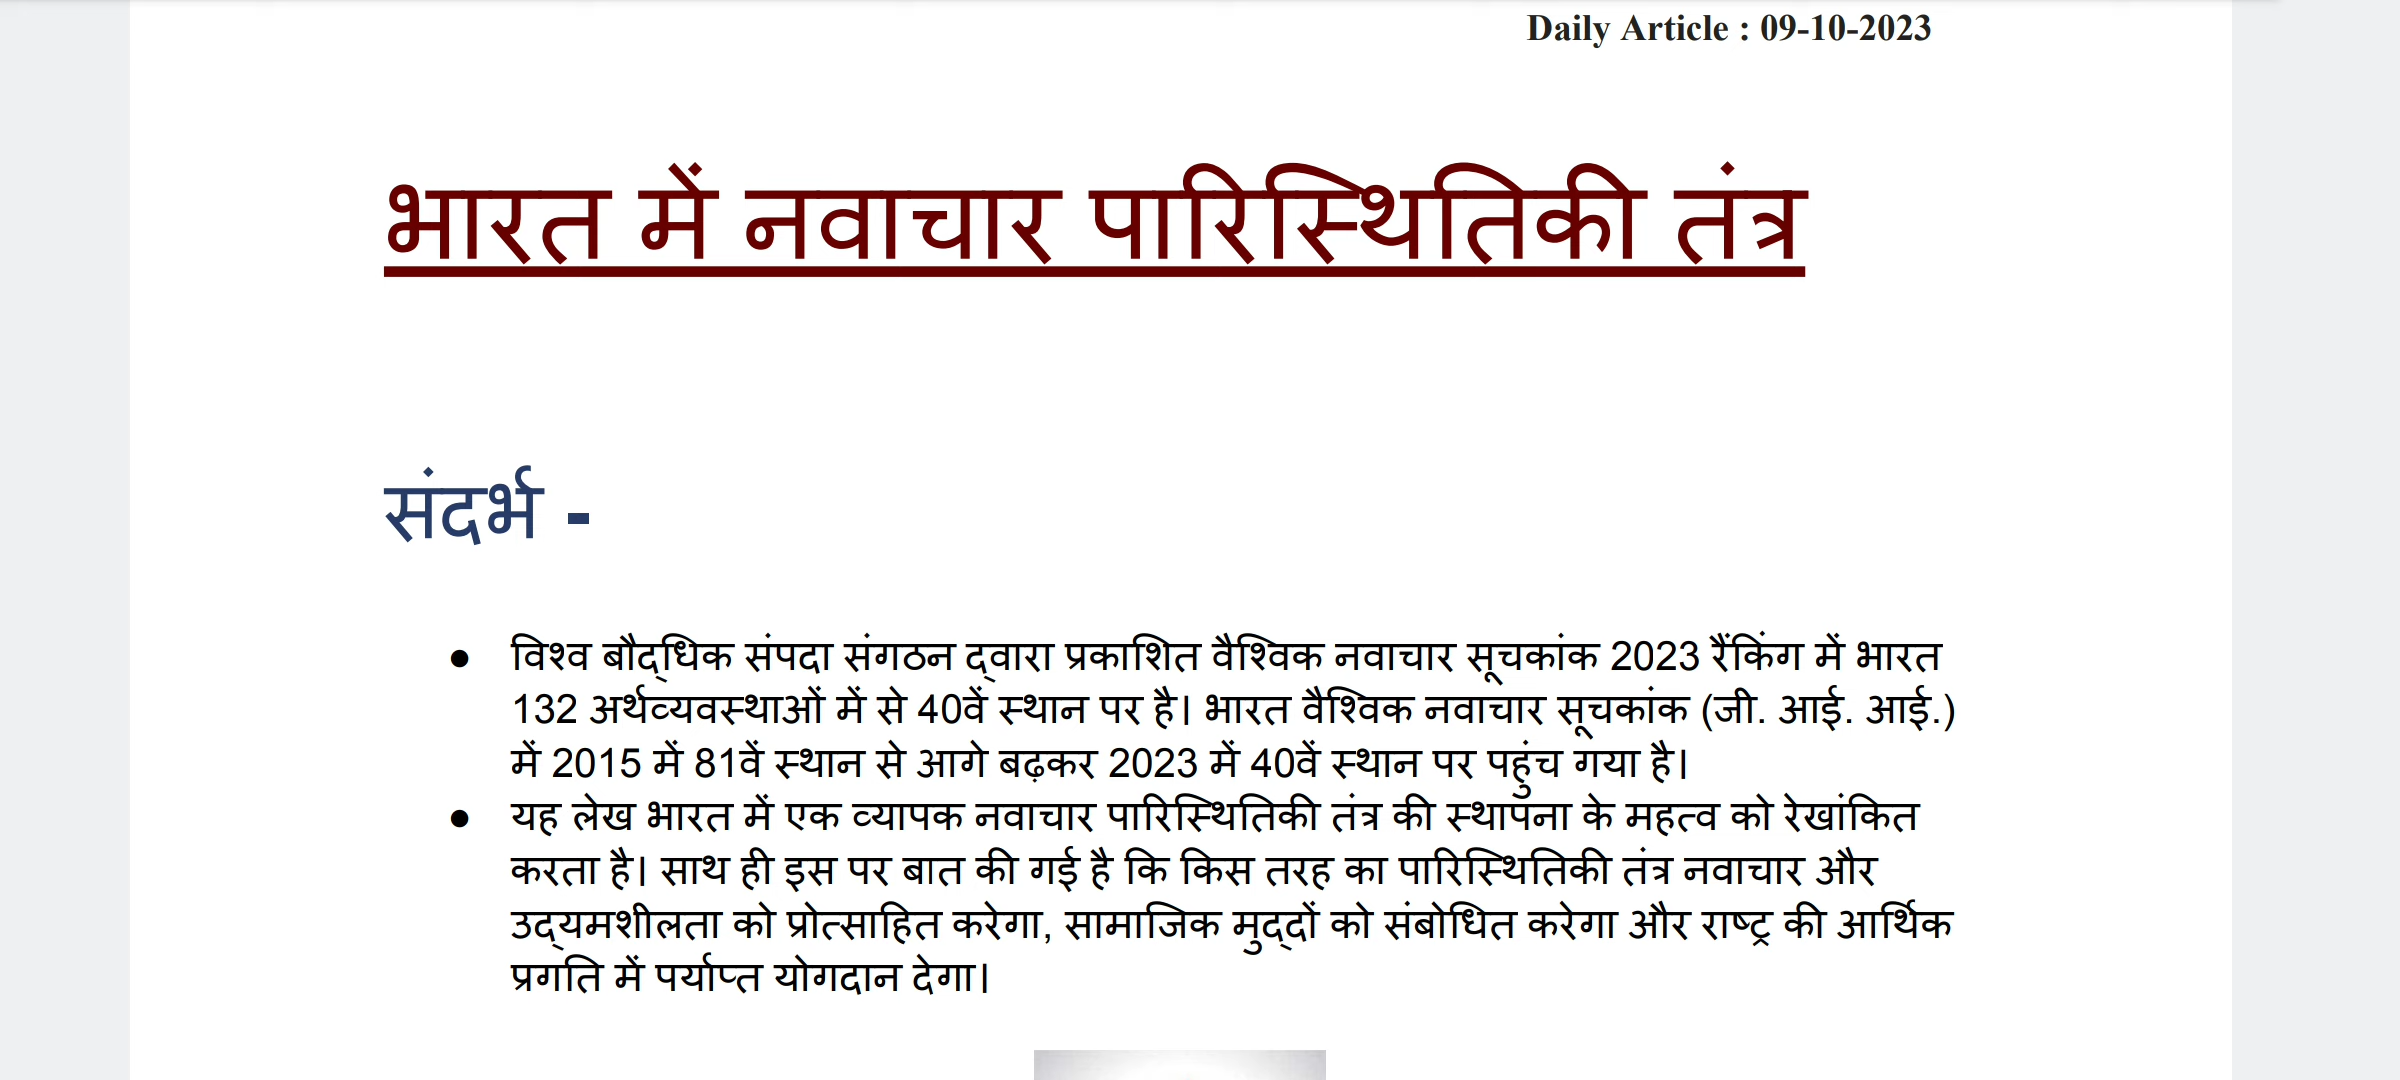 Daily Article : 09-10-2023
भारत में नवाचार पारिस्थितिकी तंत्र
संदर्भ -
● विश्व बौद्धिक संपदा संगठन द्वारा प्रकाशित वैश्विक नवाचार सूचकांक 2023 रैंकिंग में भारत
132 अर्थव्यवस्थाओं में से 40वें स्थान पर है। भारत वैश्विक नवाचार सूचकांक (जी. आई. आई.)
में 2015 में 81वें स्थान से आगे बढ़कर 2023 में 40वें स्थान पर पहुंच गया है।
● यह लेख भारत में एक व्यापक नवाचार पारिस्थितिकी तंत्र की स्थापना के महत्व को रेखांकित
करता है। साथ ही इस पर बात की गई है कि किस तरह का पारिस्थितिकी तंत्र नवाचार और
उद्यमशीलता को प्रोत्साहित करेगा, सामाजिक मुद्दों को संबोधित करेगा और राष्ट्र की आर्थिक
प्रगति में पर्याप्त योगदान देगा।